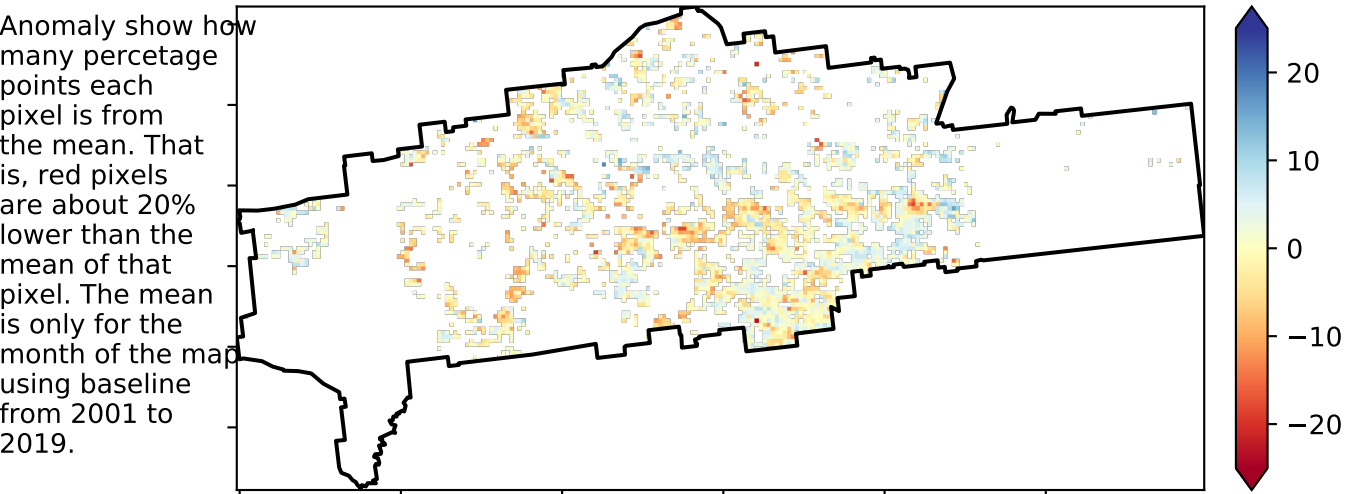 Anomaly show how
many percetage
points each
pixel is from
the mean. That
is, red pixels
are about 20%
lower than the
mean of that
pixel. The mean
is only for the
month of the map
using baseline
from 2001 to
2019.
20
10
0
−10
−20